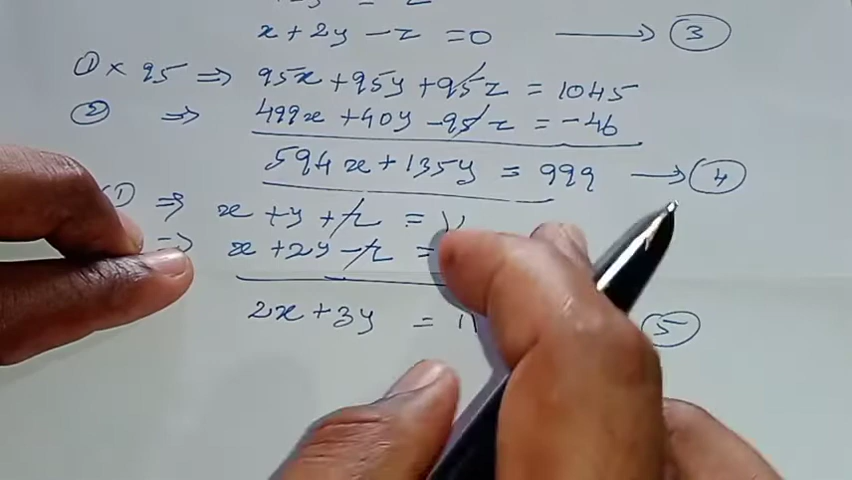 x + 2y - z = 0 ⟶ ③
① × 95 ⇒ 95x + 95y + 95z = 1045
② ⇒ 499x + 40y - 95z = -46
594x + 135y = 999 ⟶ ④
① ⇒ x + y + z = 11
⇒ x + 2y - z =
2x + 3y = 11 ⑤